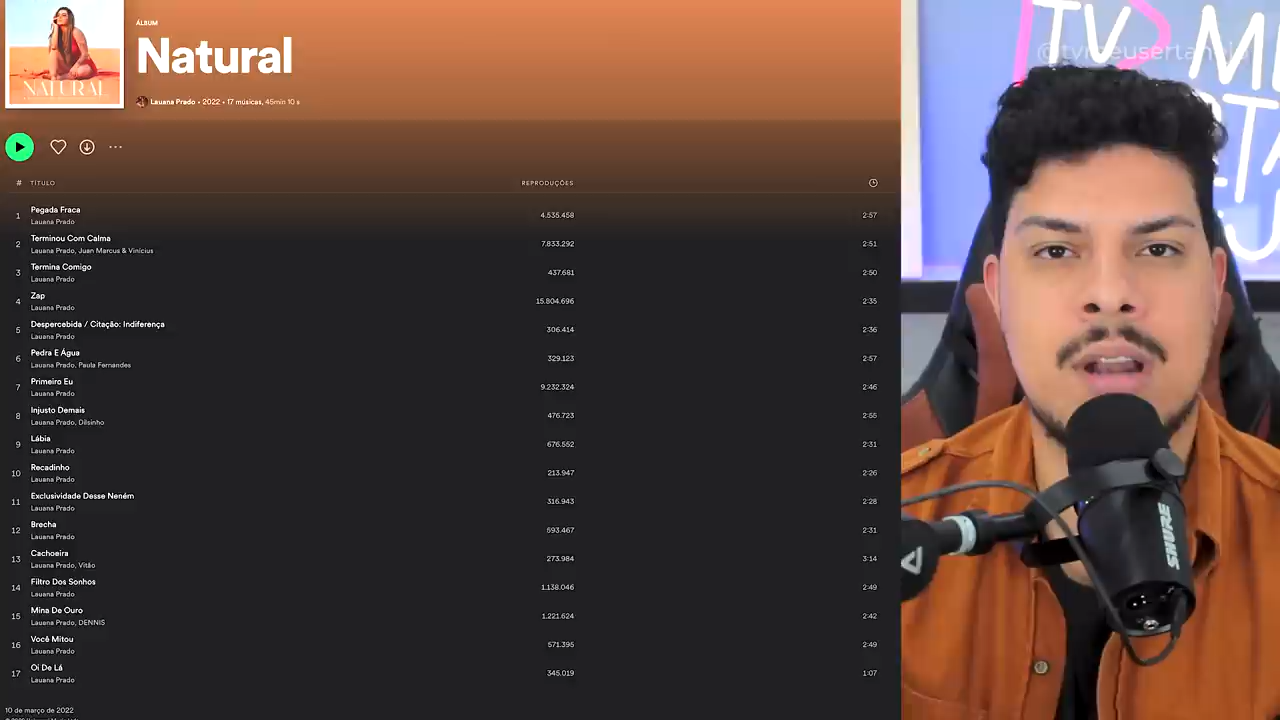 ÁLBUM
Natural
NATURAL
Lauana Prado • 2022 • 17 músicas, 45min 10 s
# TÍTULO REPRODUÇÕES
1 Pegada Fraca 4.535.458 2:57
Lauana Prado
2 Terminou Com Calma 7.833.292 2:51
Lauana Prado, Juan Marcus & Vinícius
3 Termina Comigo 437.681 2:50
Lauana Prado
4 Zap 15.804.696 2:35
Lauana Prado
5 Despercebida / Citação: Indiferença 306.414 2:36
Lauana Prado
6 Pedra E Água 329.123 2:57
Lauana Prado, Paula Fernandes
7 Primeiro Eu 9.232.324 2:46
Lauana Prado
8 Injusto Demais 476.723 2:55
Lauana Prado, Dilsinho
9 Lábia 676.552 2:31
Lauana Prado
10 Recadinho 213.947 2:26
Lauana Prado
11 Exclusividade Desse Neném 316.943 2:28
Lauana Prado
12 Brecha 593.467 2:31
Lauana Prado
13 Cachoeira 273.984 3:14
Lauana Prado, Vitão
14 Filtro Dos Sonhos 1.138.046 2:49
Lauana Prado
15 Mina De Ouro 1.221.624 2:42
Lauana Prado, DENNIS
16 Você Mitou 571.395 2:49
Lauana Prado
17 Oi De Lá 345.019 1:07
Lauana Prado
10 de março de 2022
TV M
SHURE